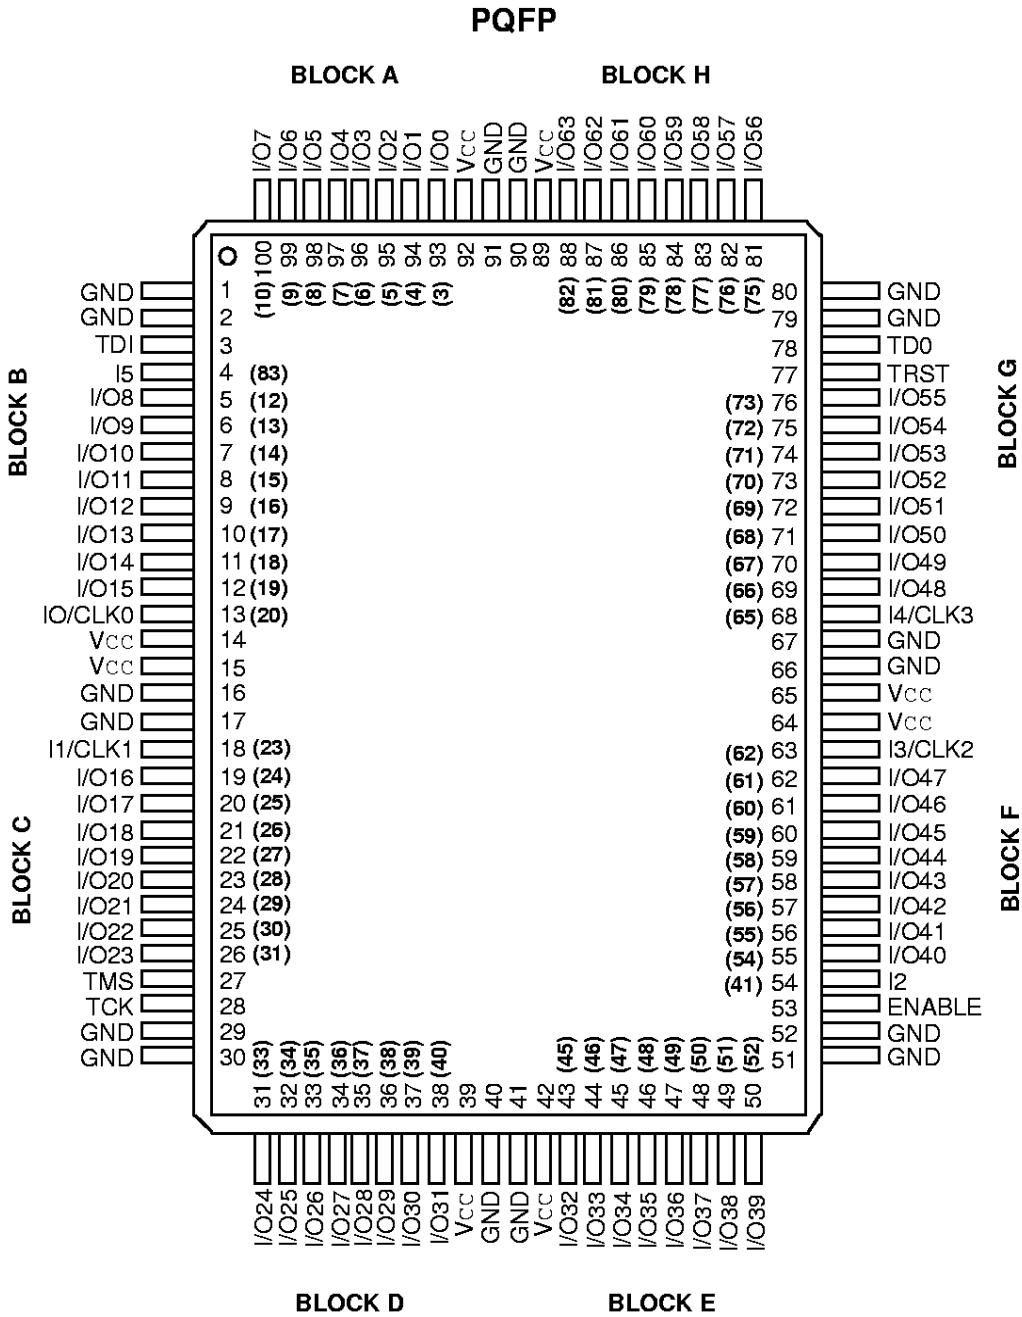 PQFP
BLOCK A BLOCK H
I/O7 I/O6 I/O5 I/O4 I/O3 I/O2 I/O1 I/O0 VCC GND GND VCC I/O63 I/O62 I/O61 I/O60 I/O59 I/O58 I/O57 I/O56
100 99 98 97 96 95 94 93 92 91 90 89 88 87 86 85 84 83 82 81
(10) (9) (8) (7) (6) (5) (4) (3) (82) (81) (80) (79) (78) (77) (76) (75)
GND 1 80 GND
GND 2 79 GND
TDI 3 78 TD0
I5 4 (83) 77 TRST
I/O8 5 (12) (73) 76 I/O55
I/O9 6 (13) (72) 75 I/O54
I/O10 7 (14) (71) 74 I/O53
I/O11 8 (15) (70) 73 I/O52
I/O12 9 (16) (69) 72 I/O51
I/O13 10 (17) (68) 71 I/O50
I/O14 11 (18) (67) 70 I/O49
I/O15 12 (19) (66) 69 I/O48
IO/CLK0 13 (20) (65) 68 I4/CLK3
VCC 14 67 GND
VCC 15 66 GND
GND 16 65 VCC
GND 17 64 VCC
I1/CLK1 18 (23) (62) 63 I3/CLK2
I/O16 19 (24) (61) 62 I/O47
I/O17 20 (25) (60) 61 I/O46
I/O18 21 (26) (59) 60 I/O45
I/O19 22 (27) (58) 59 I/O44
I/O20 23 (28) (57) 58 I/O43
I/O21 24 (29) (56) 57 I/O42
I/O22 25 (30) (55) 56 I/O41
I/O23 26 (31) (54) 55 I/O40
TMS 27 (41) 54 I2
TCK 28 53 ENABLE
GND 29 52 GND
GND 30 51 GND
BLOCK B
BLOCK G
BLOCK C
BLOCK F
(33) (34) (35) (36) (37) (38) (39) (40) (45) (46) (47) (48) (49) (50) (51) (52)
31 32 33 34 35 36 37 38 39 40 41 42 43 44 45 46 47 48 49 50
I/O24 I/O25 I/O26 I/O27 I/O28 I/O29 I/O30 I/O31 VCC GND GND VCC I/O32 I/O33 I/O34 I/O35 I/O36 I/O37 I/O38 I/O39
BLOCK D BLOCK E